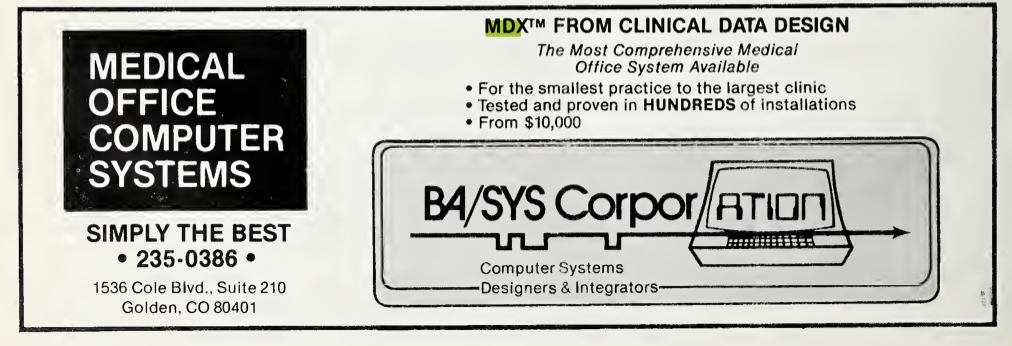 MEDICAL
OFFICE
COMPUTER
SYSTEMS
SIMPLY THE BEST
• 235-0386 •
1536 Cole Blvd., Suite 210
Golden, CO 80401
MDX™ FROM CLINICAL DATA DESIGN
The Most Comprehensive Medical
Office System Available
• For the smallest practice to the largest clinic
• Tested and proven in HUNDREDS of installations
• From $10,000
BA/SYS Corpor/ATION
Computer Systems
Designers & Integrators